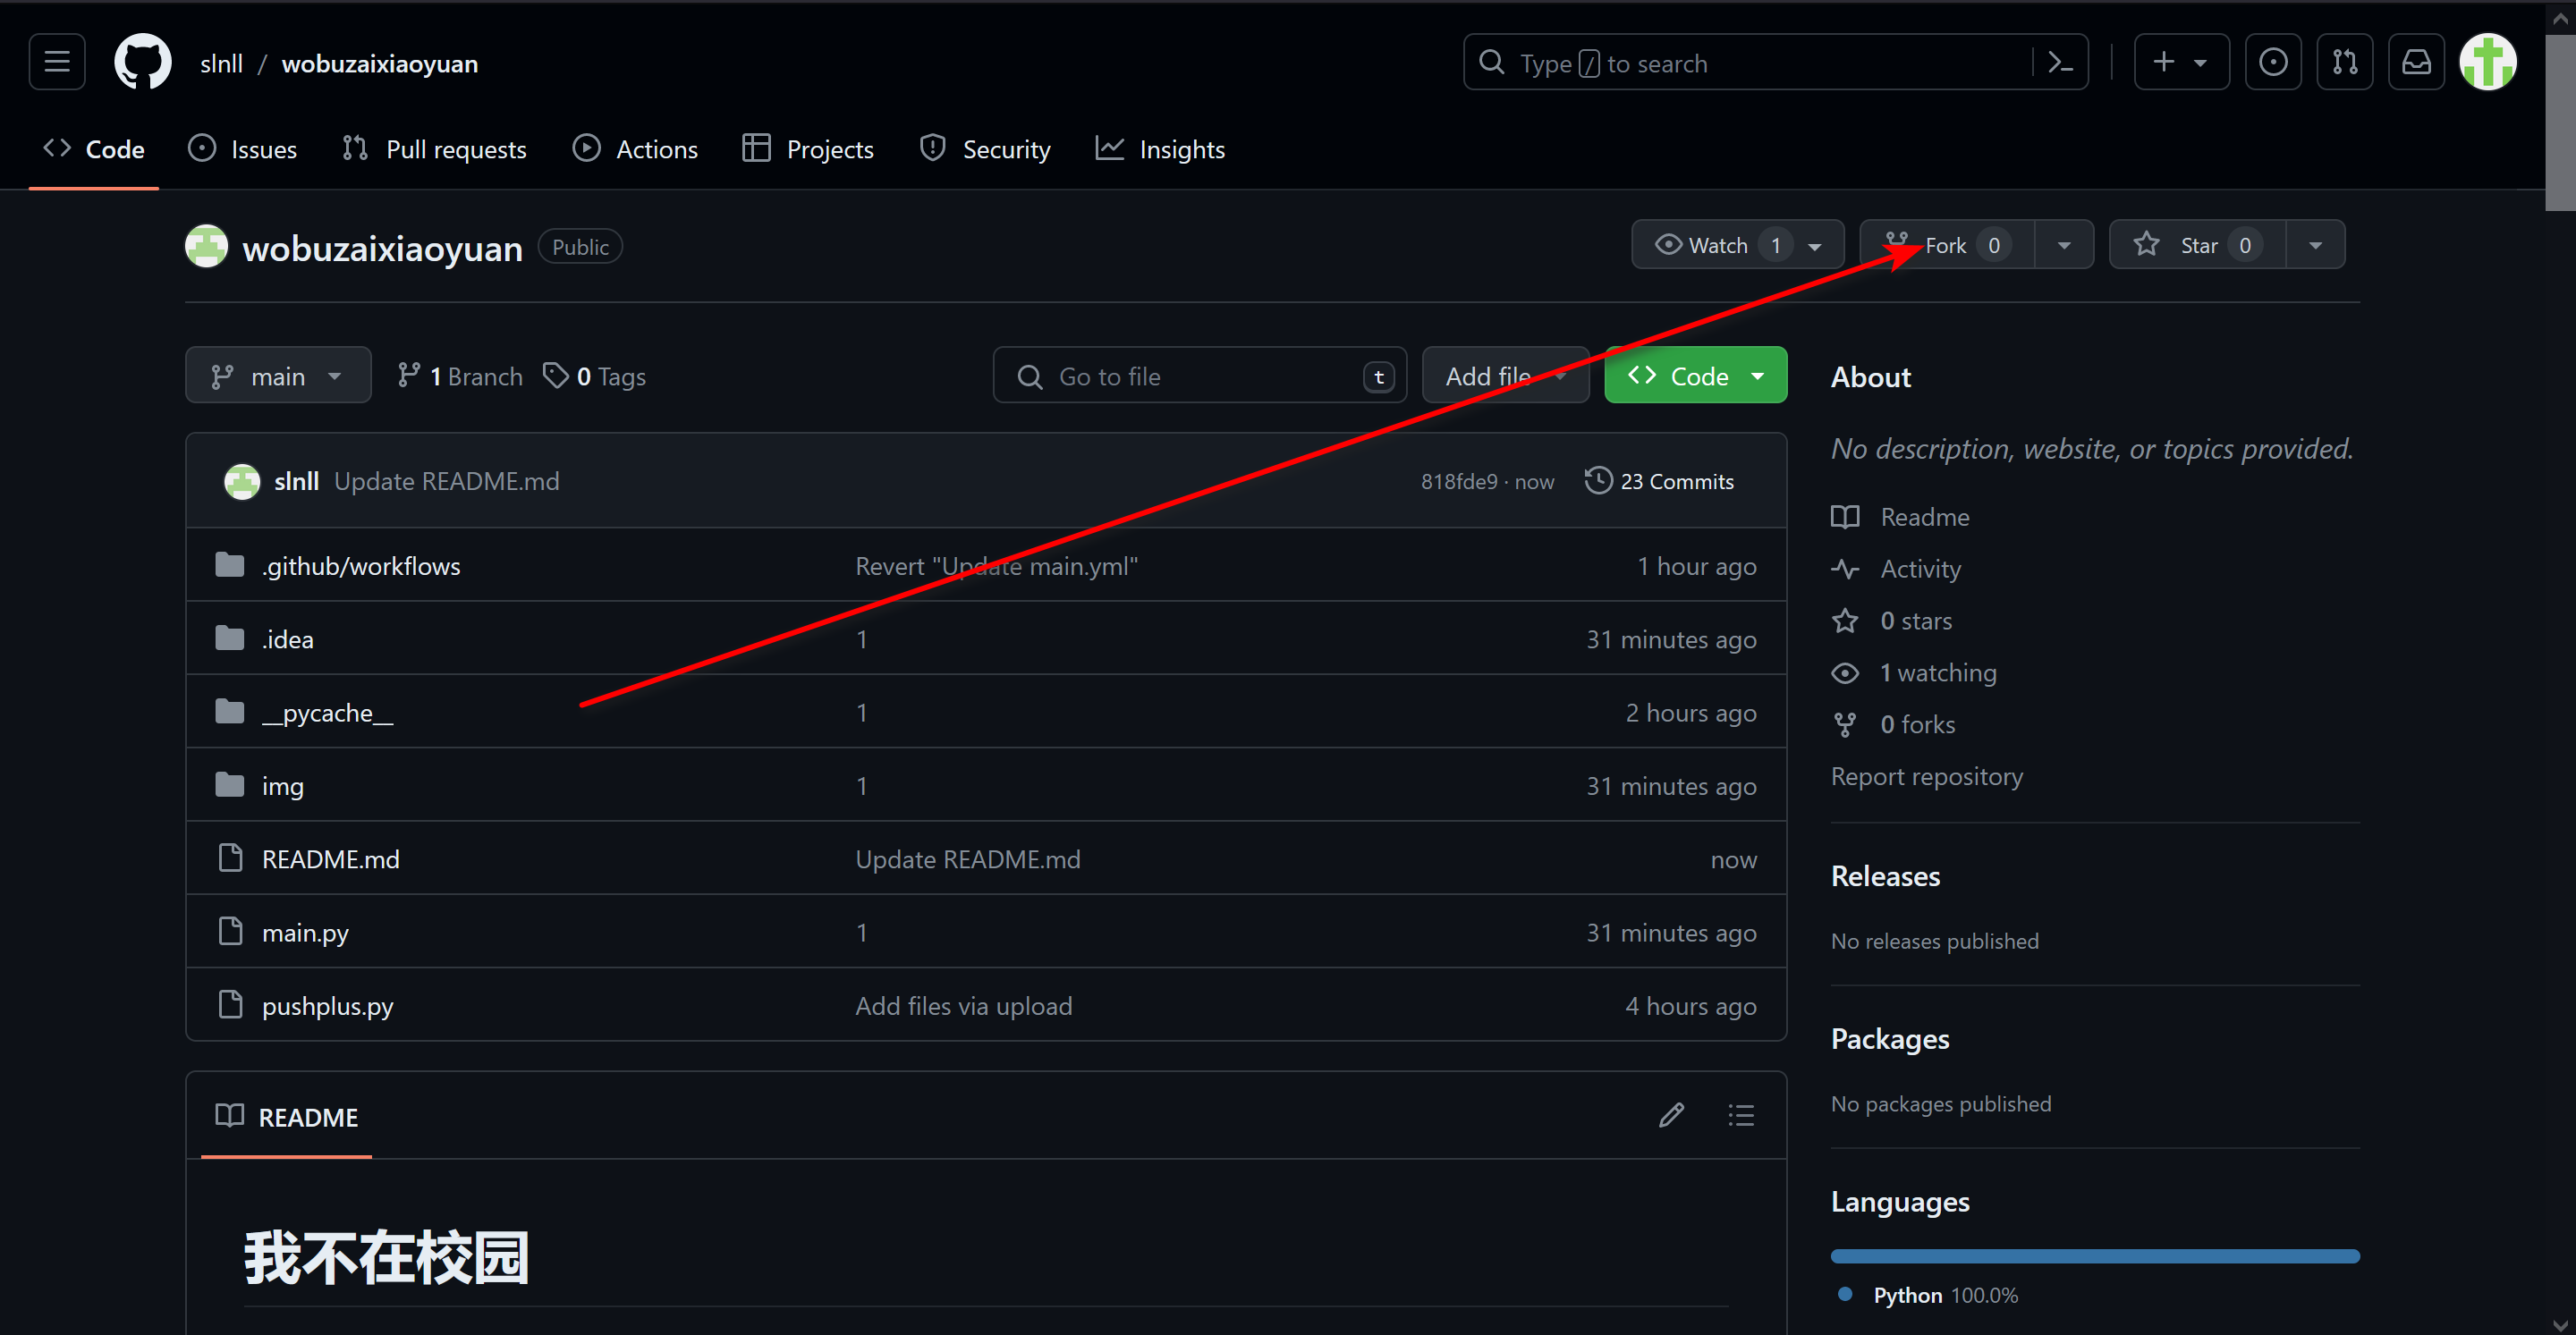 slnll / wobuzaixiaoyuan
Type / to search
Code Issues Pull requests Actions Projects Security Insights
wobuzaixiaoyuan Public
Watch 1 Fork 0 Star 0
main 1 Branch 0 Tags
Go to file t Add file Code
slnll Update README.md 818fde9 · now 23 Commits
.github/workflows Revert "Update main.yml" 1 hour ago
.idea 1 31 minutes ago
__pycache__ 1 2 hours ago
img 1 31 minutes ago
README.md Update README.md now
main.py 1 31 minutes ago
pushplus.py Add files via upload 4 hours ago
README
我不在校园
About
No description, website, or topics provided.
Readme
Activity
0 stars
1 watching
0 forks
Report repository
Releases
No releases published
Packages
No packages published
Languages
Python 100.0%